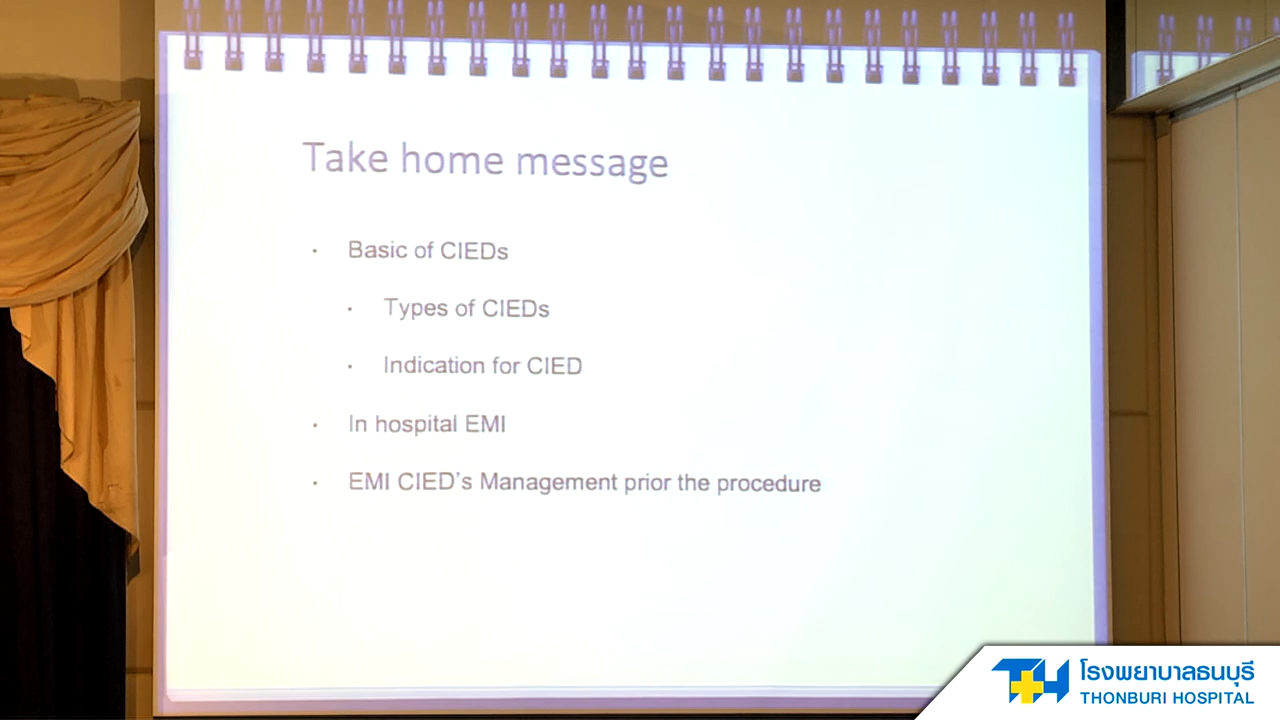 Take home message
• Basic of CIEDs
• Types of CIEDs
• Indication for CIED
• In hospital EMI
• EMI CIED's Management prior the procedure
TH
โรงพยาบาลธนบุรี
THONBURI HOSPITAL